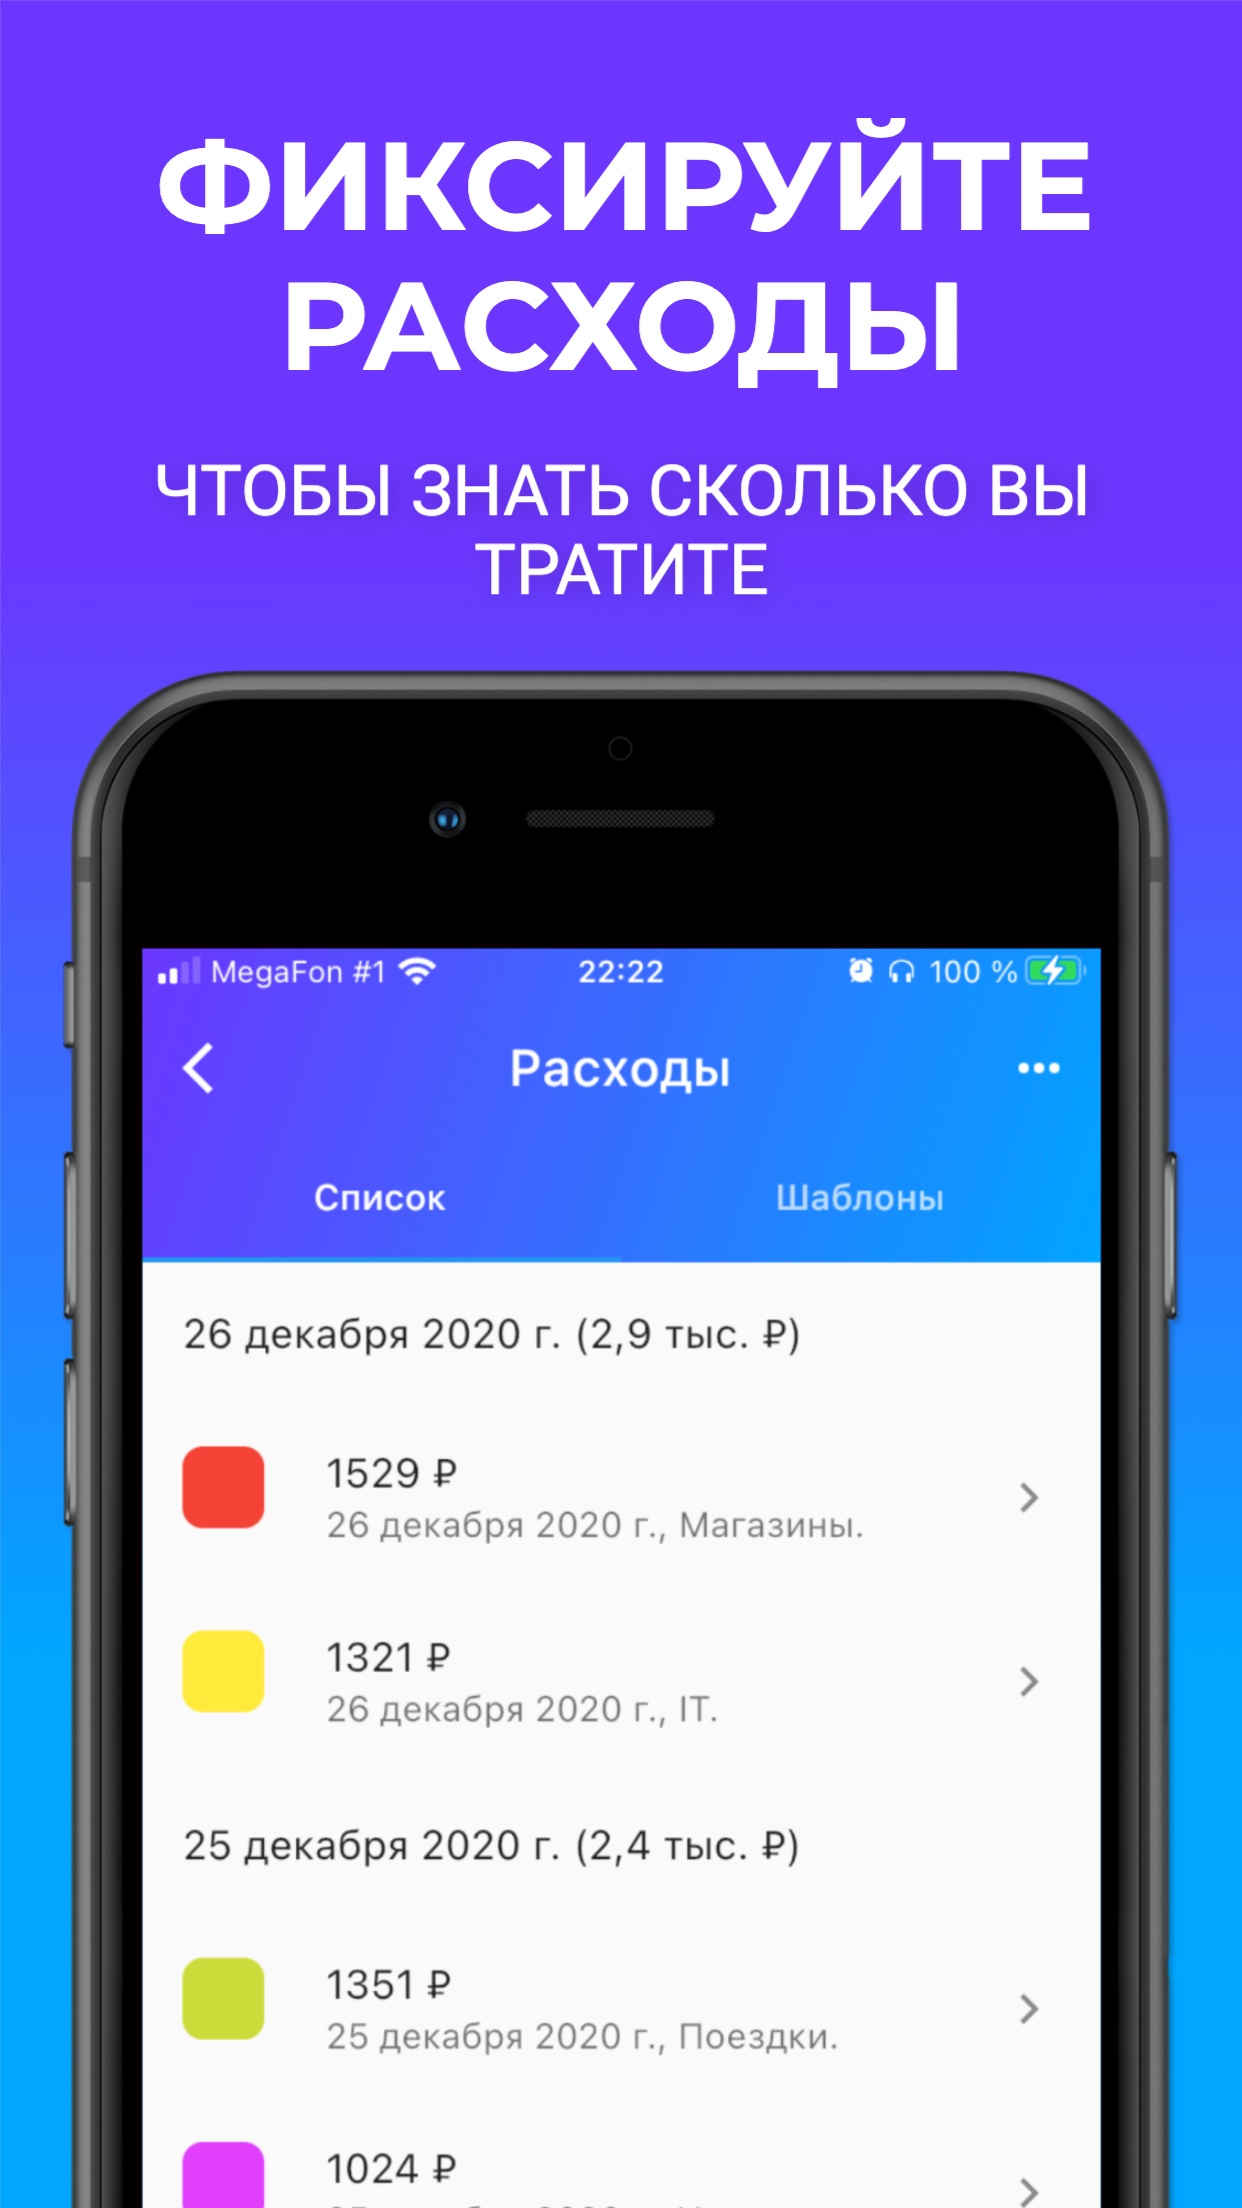 ФИКСИРУЙТЕ
РАСХОДЫ
ЧТОБЫ ЗНАТЬ СКОЛЬКО ВЫ
ТРАТИТЕ
MegaFon #1 22:22 100 %
Расходы
Список Шаблоны
26 декабря 2020 г. (2,9 тыс. ₽)
1529 ₽
26 декабря 2020 г., Магазины.
1321 ₽
26 декабря 2020 г., IT.
25 декабря 2020 г. (2,4 тыс. ₽)
1351 ₽
25 декабря 2020 г., Поездки.
1024 ₽